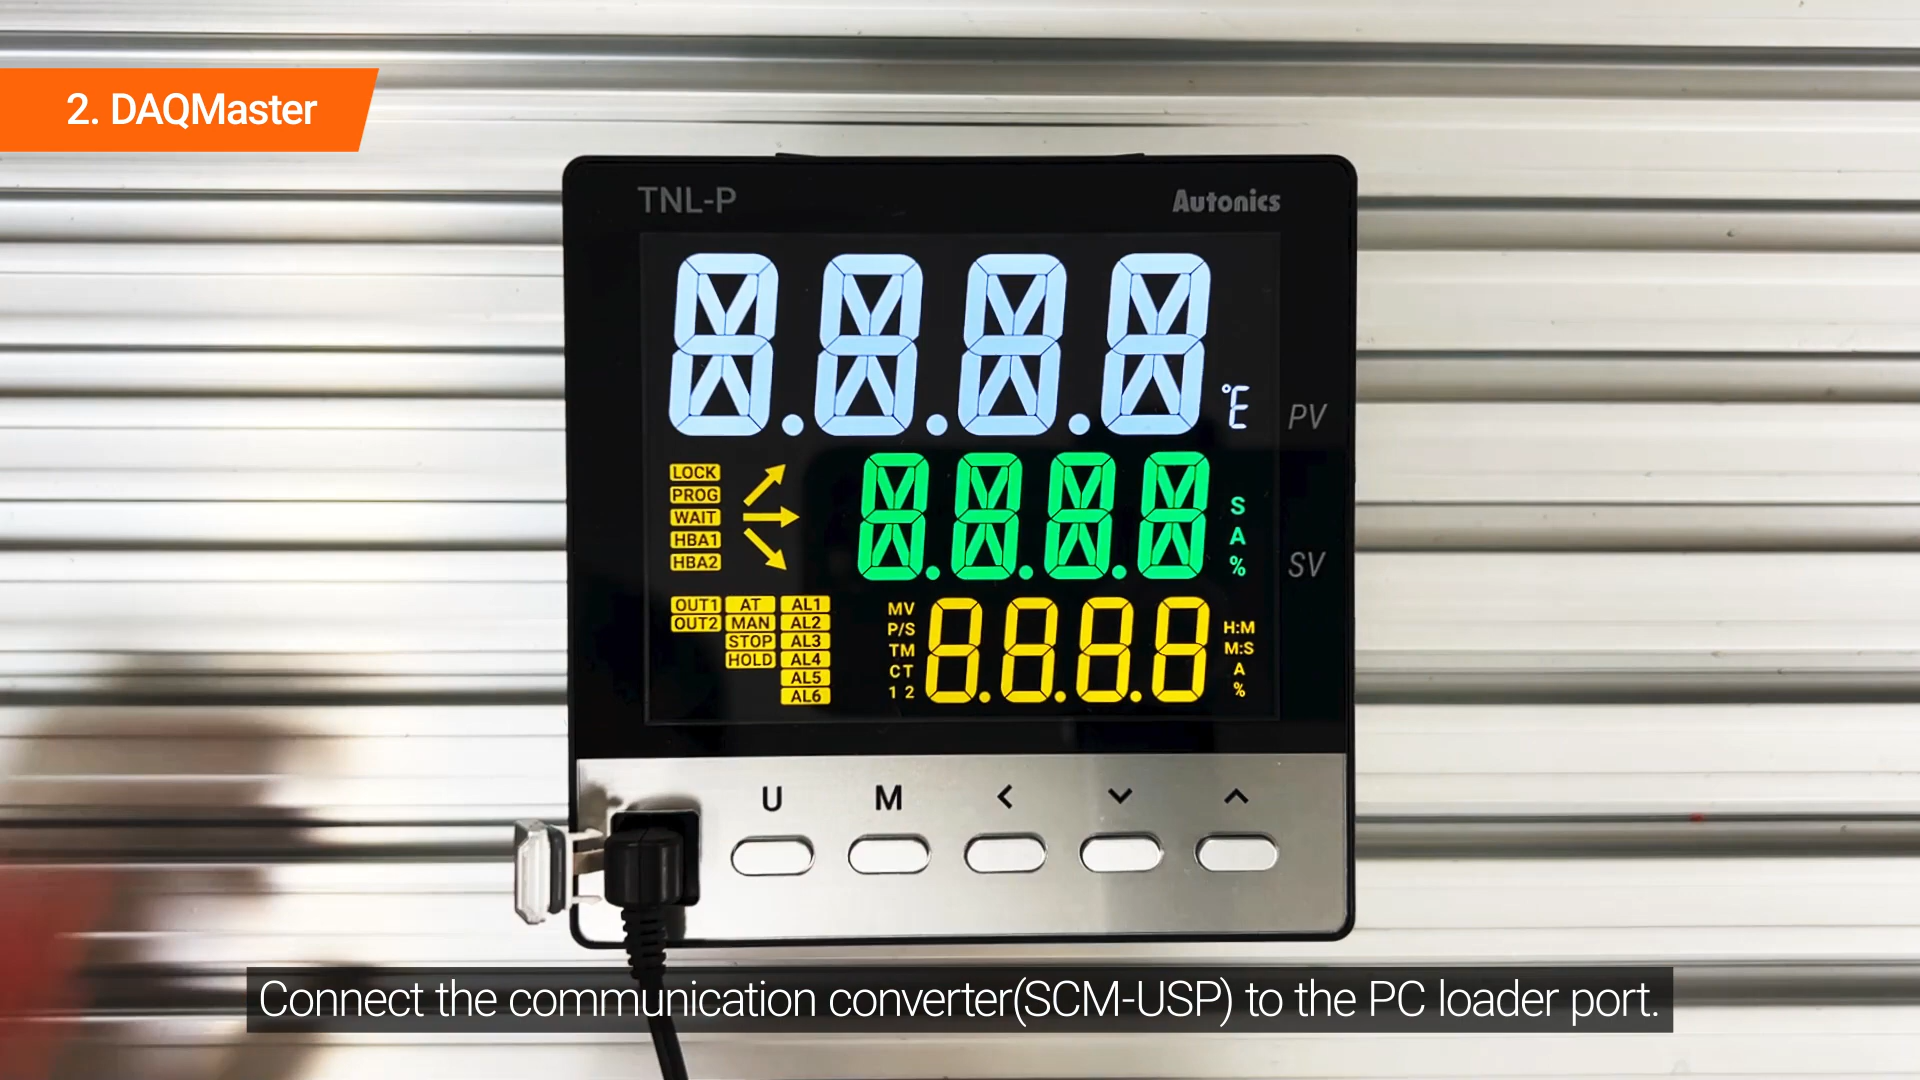 2. DAQMaster
TNL-P Autonics
8.8.8.8 °E PV
LOCK
PROG
WAIT
HBA1
HBA2
8.8.8.8 S A % SV
OUT1 AT AL1
OUT2 MAN AL2
STOP AL3
HOLD AL4
AL5
AL6
MV
P/S
TM
CT
1 2
8.8.8.8
H:M
M:S
A
%
U M < ∨ ∧
Connect the communication converter(SCM-USP) to the PC loader port.